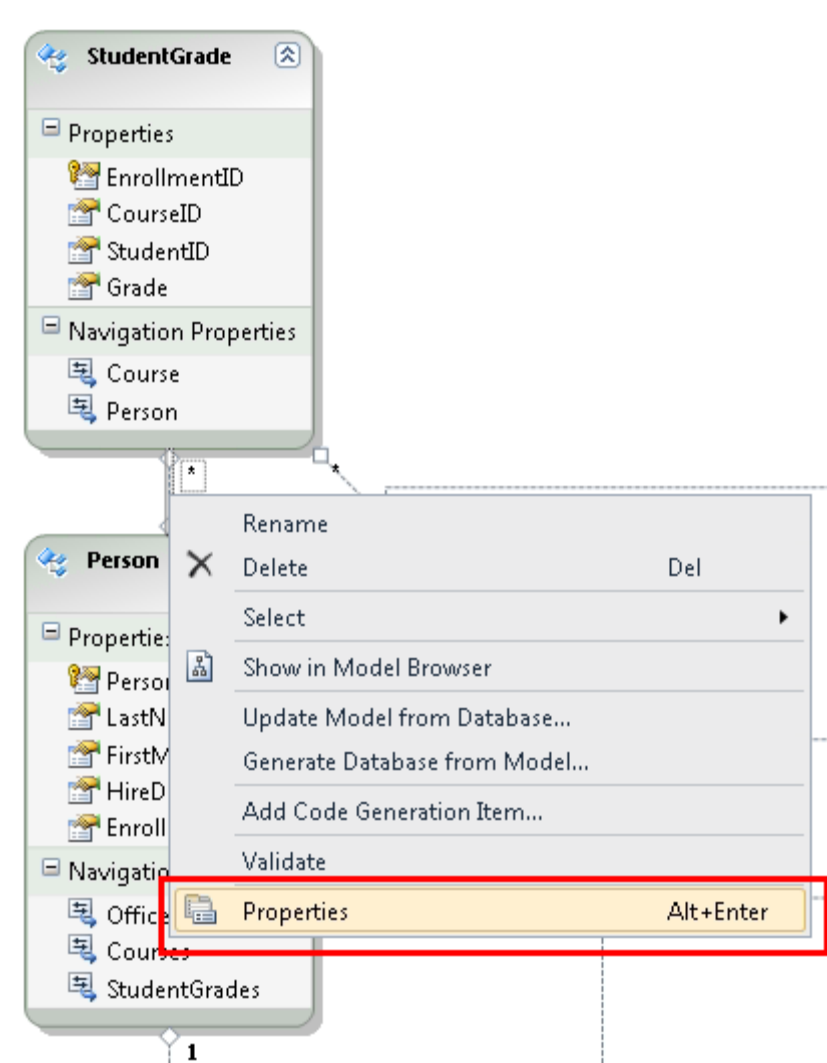 StudentGrade
Properties
EnrollmentID
CourseID
StudentID
Grade
Navigation Properties
Course
Person
*
*
Rename
Delete Del
Select
Show in Model Browser
Update Model from Database...
Generate Database from Model...
Add Code Generation Item...
Validate
Properties Alt+Enter
Person
Courses
StudentGrades
1